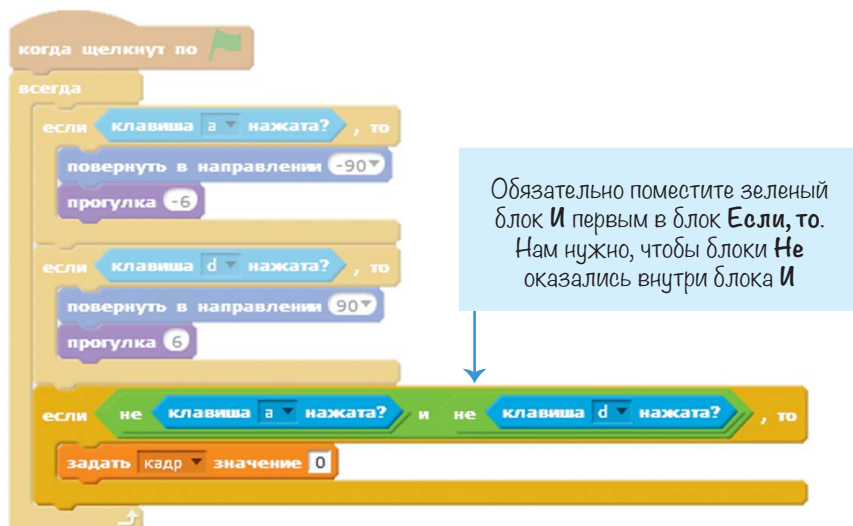 когда щелкнут по
всегда
если клавиша a нажата? , то
повернуть в направлении -90
прогулка -6
если клавиша d нажата? , то
повернуть в направлении 90
прогулка 6
если не клавиша a нажата? и не клавиша d нажата? , то
задать кадр значение 0
Обязательно поместите зеленый
блок И первым в блок Если, то.
Нам нужно, чтобы блоки Не
оказались внутри блока И